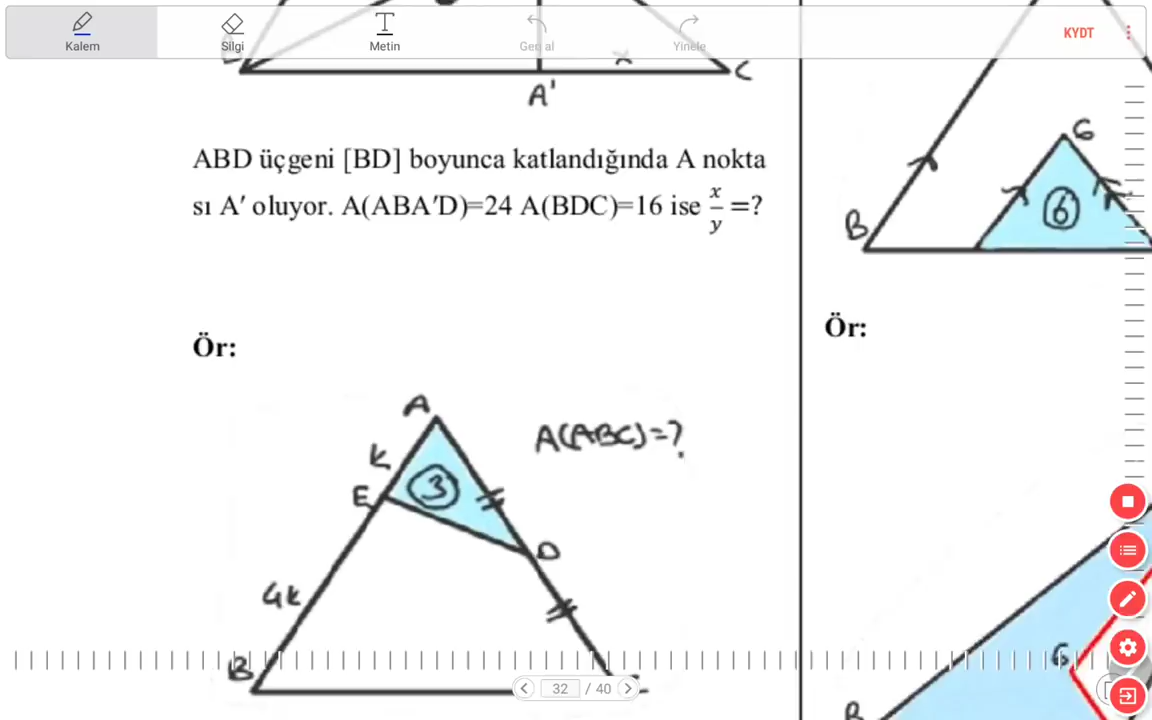 Kalem
Silgi
Metin
Geri al
Yinele
KYDT
x
C
A'
ABD üçgeni [BD] boyunca katlandığında A nokta
sı A′ oluyor. A(ABA′D)=24 A(BDC)=16 ise x/y =?
Ör:
A
A(ABC)=?
K
E
3
D
4k
B
32 / 40
G
B
6
Ör:
6
B